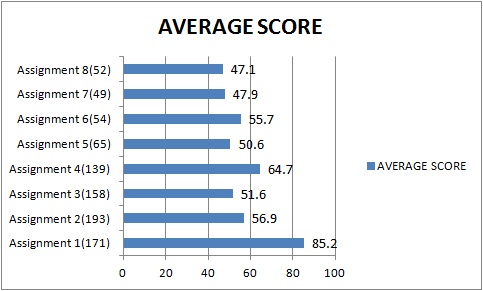 AVERAGE SCORE
Assignment 8(52) 47.1
Assignment 7(49) 47.9
Assignment 6(54) 55.7
Assignment 5(65) 50.6
Assignment 4(139) 64.7
Assignment 3(158) 51.6
Assignment 2(193) 56.9
Assignment 1(171) 85.2
0 20 40 60 80 100
AVERAGE SCORE